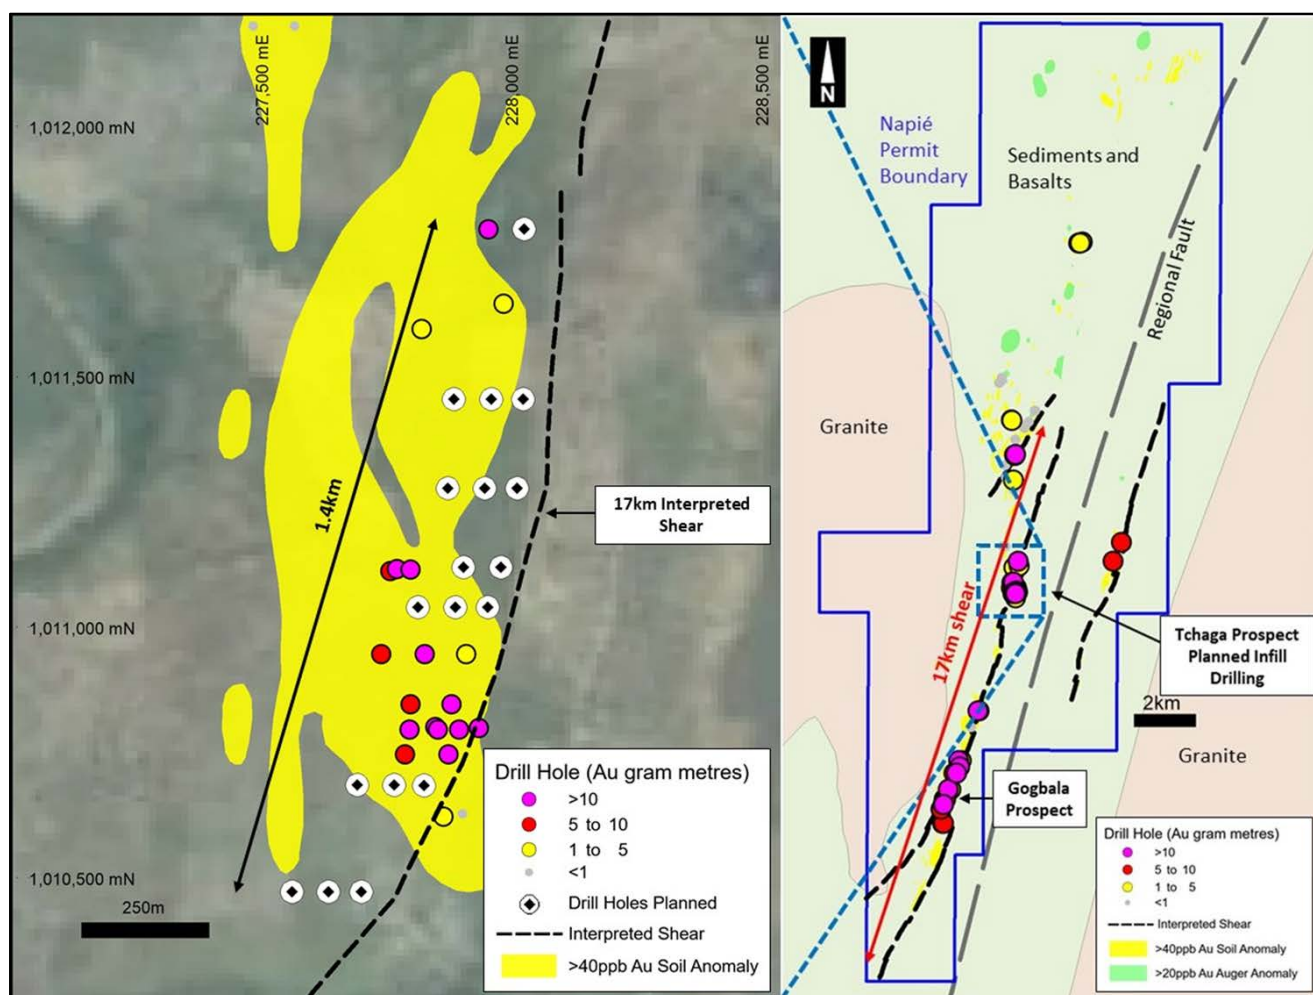 227,500 mE
228,000 mE
228,500 mE
1,012,000 mN
1,011,500 mN
1,011,000 mN
1,010,500 mN
1.4km
17km Interpreted
Shear
250m
Drill Hole (Au gram metres)
>10
5 to 10
1 to 5
<1
Drill Holes Planned
Interpreted Shear
>40ppb Au Soil Anomaly
N
Napié
Permit
Boundary
Sediments and
Basalts
Regional Fault
Granite
17km shear
Tchaga Prospect
Planned Infill
Drilling
2km
Granite
Gogbala
Prospect
Drill Hole (Au gram metres)
>10
5 to 10
1 to 5
<1
Interpreted Shear
>40ppb Au Soil Anomaly
>20ppb Au Auger Anomaly